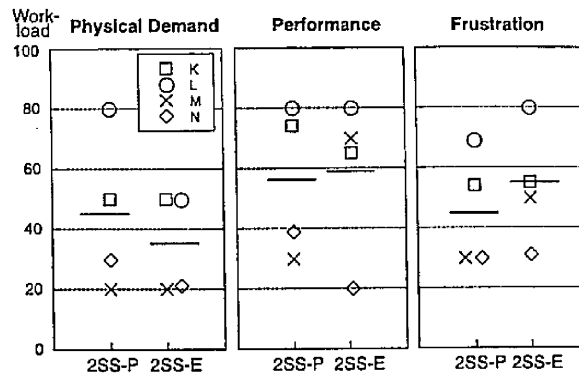 Work-
load
Physical Demand
Performance
Frustration
100
80
60
40
20
0
K
L
M
N
2SS-P 2SS-E
2SS-P 2SS-E
2SS-P 2SS-E